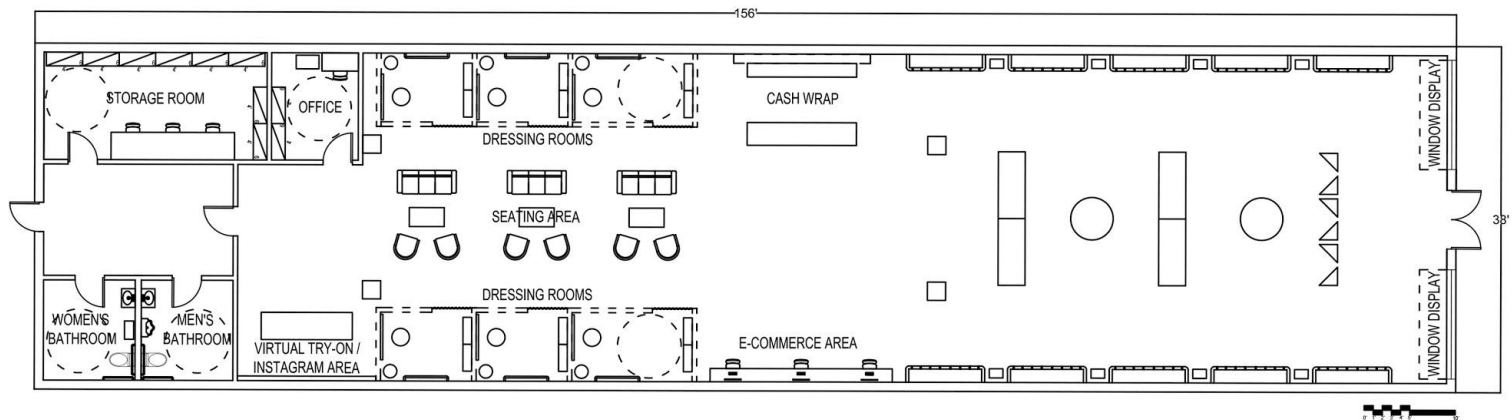 156'
STORAGE ROOM
OFFICE
CASH WRAP
WINDOW DISPLAY
DRESSING ROOMS
SEATING AREA
38'
DRESSING ROOMS
WOMEN'S
BATHROOM
MEN'S
BATHROOM
VIRTUAL TRY-ON /
INSTAGRAM AREA
E-COMMERCE AREA
WINDOW DISPLAY